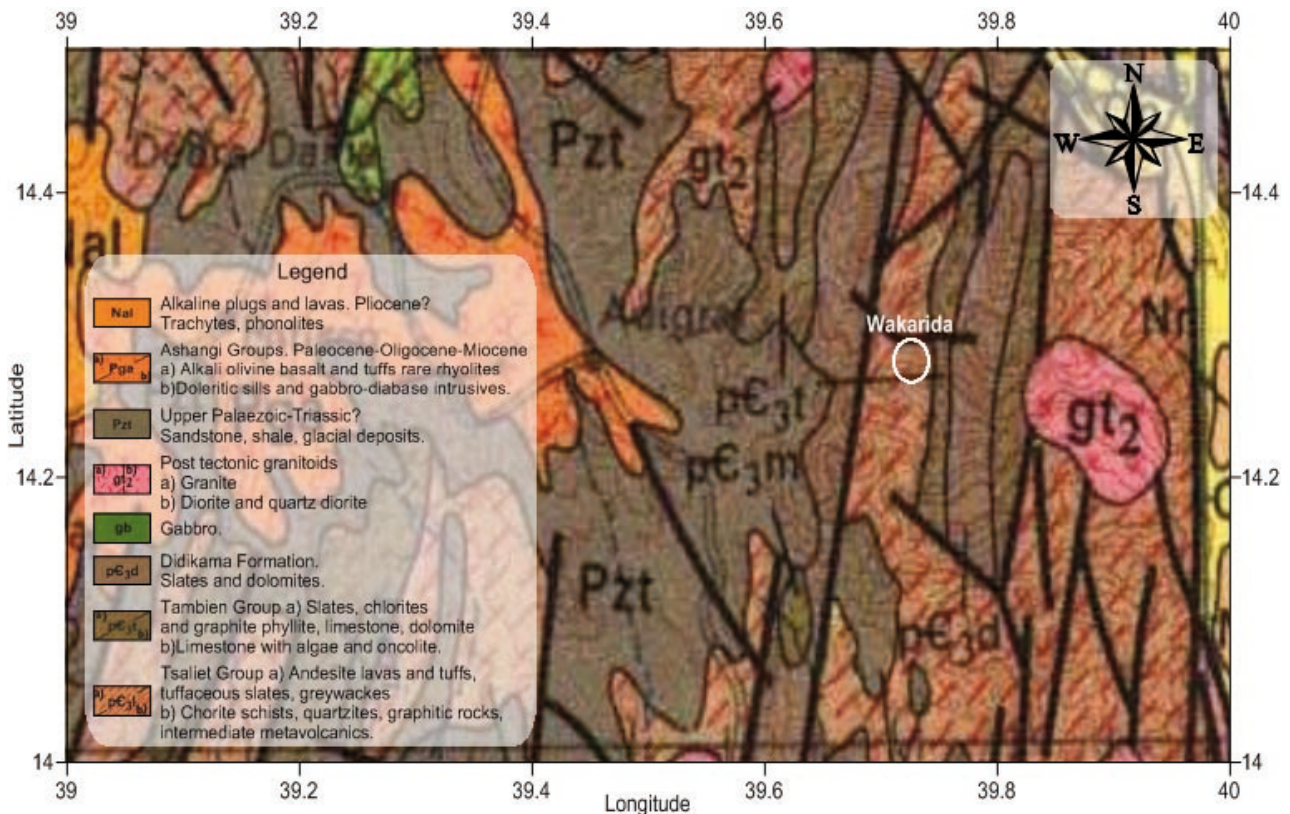 39 39.2 39.4 39.6 39.8 40
N
W E
S
Pzt
gt₂
14.4 14.4
Legend
Nal Alkaline plugs and lavas. Pliocene?
Trachytes, phonolites
a) Pga b) Ashangi Groups. Paleocene-Oligocene-Miocene
a) Alkali olivine basalt and tuffs rare rhyolites
b)Doleritic sills and gabbro-diabase intrusives.
Pzt Upper Palaezoic-Triassic?
Sandstone, shale, glacial deposits.
a) gt₂ b) Post tectonic granitoids
a) Granite
b) Diorite and quartz diorite
gb Gabbro.
pЄ₃d Didikama Formation.
Slates and dolomites.
a) pЄ₃t b) Tambien Group a) Slates, chlorites
and graphite phyllite, limestone, dolomite
b)Limestone with algae and oncolite.
a) pЄ₃l b) Tsaliet Group a) Andesite lavas and tuffs,
tuffaceous slates, greywackes
b) Chorite schists, quartzites, graphitic rocks,
intermediate metavolcanics.
Adigrat
Wakarida
pЄ₃t
pЄ₃m
gt₂
Pzt
pЄ₃d
Latitude
14.2 14.2
14 14
39 39.2 39.4 39.6 39.8 40
Longitude